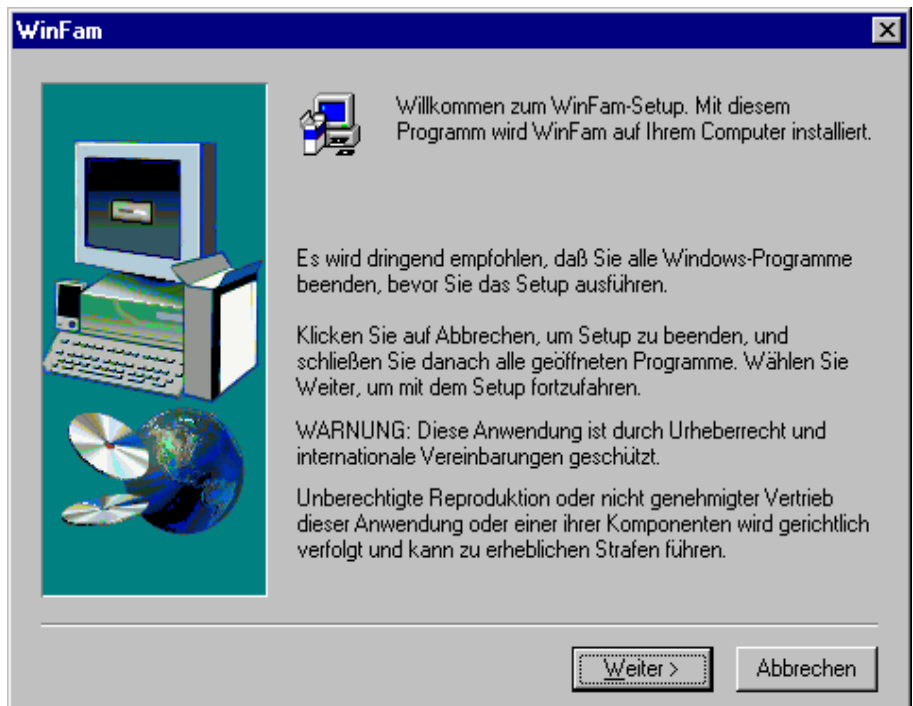 WinFam
Willkommen zum WinFam-Setup. Mit diesem
Programm wird WinFam auf Ihrem Computer installiert.
Es wird dringend empfohlen, daß Sie alle Windows-Programme
beenden, bevor Sie das Setup ausführen.
Klicken Sie auf Abbrechen, um Setup zu beenden, und
schließen Sie danach alle geöffneten Programme. Wählen Sie
Weiter, um mit dem Setup fortzufahren.
WARNUNG: Diese Anwendung ist durch Urheberrecht und
internationale Vereinbarungen geschützt.
Unberechtigte Reproduktion oder nicht genehmigter Vertrieb
dieser Anwendung oder einer ihrer Komponenten wird gerichtlich
verfolgt und kann zu erheblichen Strafen führen.
Weiter > Abbrechen